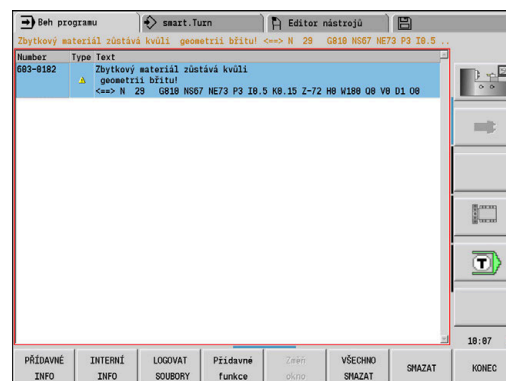 Beh programu
smart.Turn
Editor nástrojů
Zbytkový materiál zůstává kvůli geometrii břitu! <==> N 29 G810 NS67 NE73 P3 I0.5 ..
Number Type Text
603-0182 Zbytkový materiál zůstává kvůli
geometrii břitu!
<==> N 29 G810 NS67 NE73 P3 I0.5 K0.15 Z-72 H0 W180 Q0 V0 D1 O0
T
10:07
PŘÍDAVNÉ INFO
INTERNÍ INFO
LOGOVAT SOUBORY
Přídavné funkce
Změň okno
VŠECHNO SMAZAT
SMAZAT
KONEC